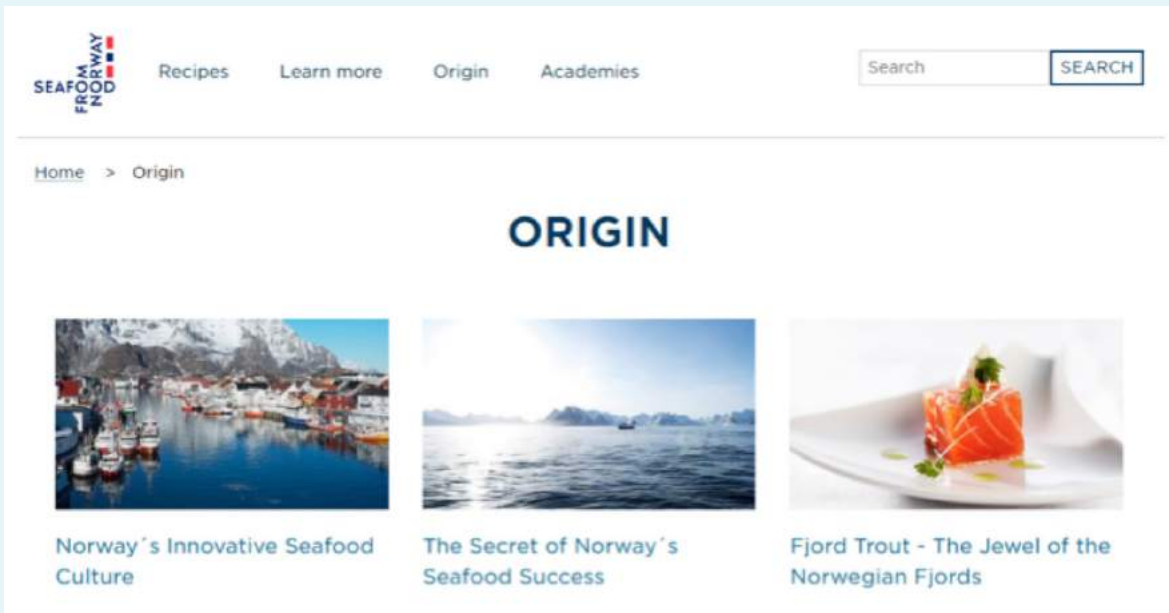 SEAFOOD
FROM
NORWAY
Recipes
Learn more
Origin
Academies
Search
SEARCH
Home > Origin
ORIGIN
Norway´s Innovative Seafood
Culture
The Secret of Norway´s
Seafood Success
Fjord Trout - The Jewel of the
Norwegian Fjords